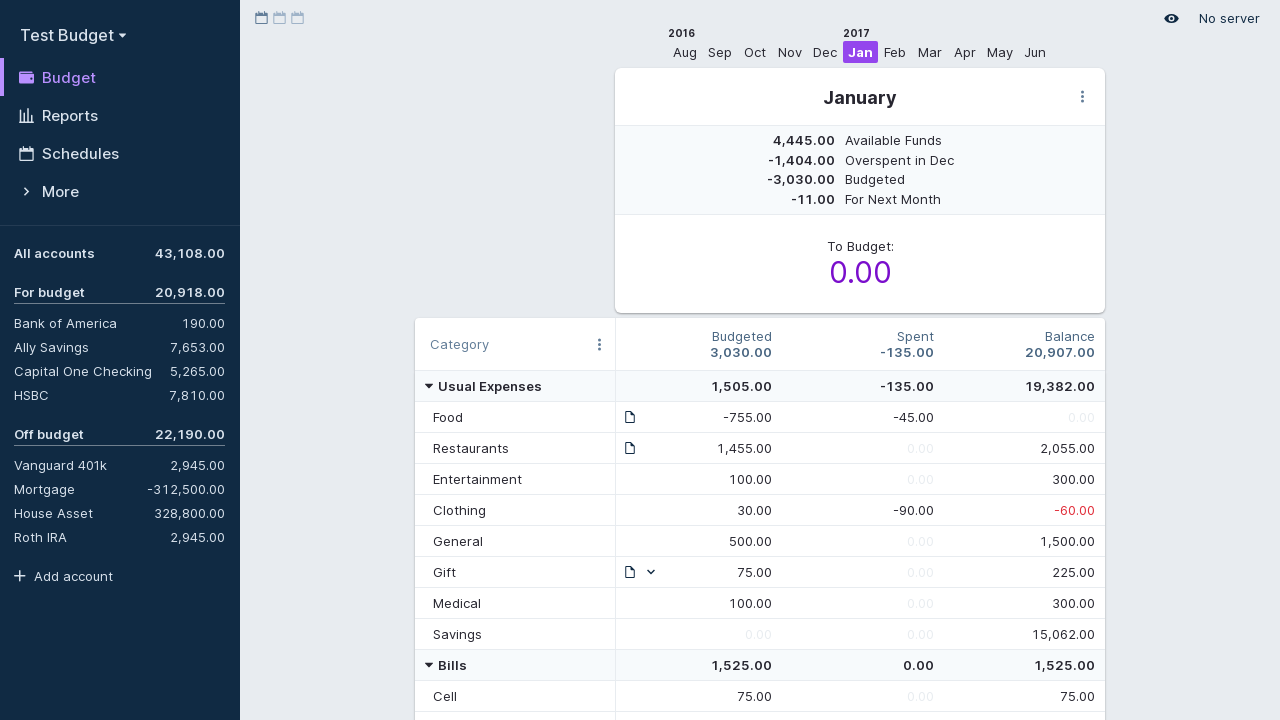 Test Budget
Budget
Reports
Schedules
More
All accounts 43,108.00
For budget 20,918.00
Bank of America 190.00
Ally Savings 7,653.00
Capital One Checking 5,265.00
HSBC 7,810.00
Off budget 22,190.00
Vanguard 401k 2,945.00
Mortgage -312,500.00
House Asset 328,800.00
Roth IRA 2,945.00
Add account
No server
2016 2017
Aug Sep Oct Nov Dec Jan Feb Mar Apr May Jun
January
4,445.00 Available Funds
-1,404.00 Overspent in Dec
-3,030.00 Budgeted
-11.00 For Next Month
To Budget:
0.00
Category
Budgeted Spent Balance
3,030.00 -135.00 20,907.00
Usual Expenses 1,505.00 -135.00 19,382.00
Food -755.00 -45.00 0.00
Restaurants 1,455.00 0.00 2,055.00
Entertainment 100.00 0.00 300.00
Clothing 30.00 -90.00 -60.00
General 500.00 0.00 1,500.00
Gift 75.00 0.00 225.00
Medical 100.00 0.00 300.00
Savings 0.00 0.00 15,062.00
Bills 1,525.00 0.00 1,525.00
Cell 75.00 0.00 75.00